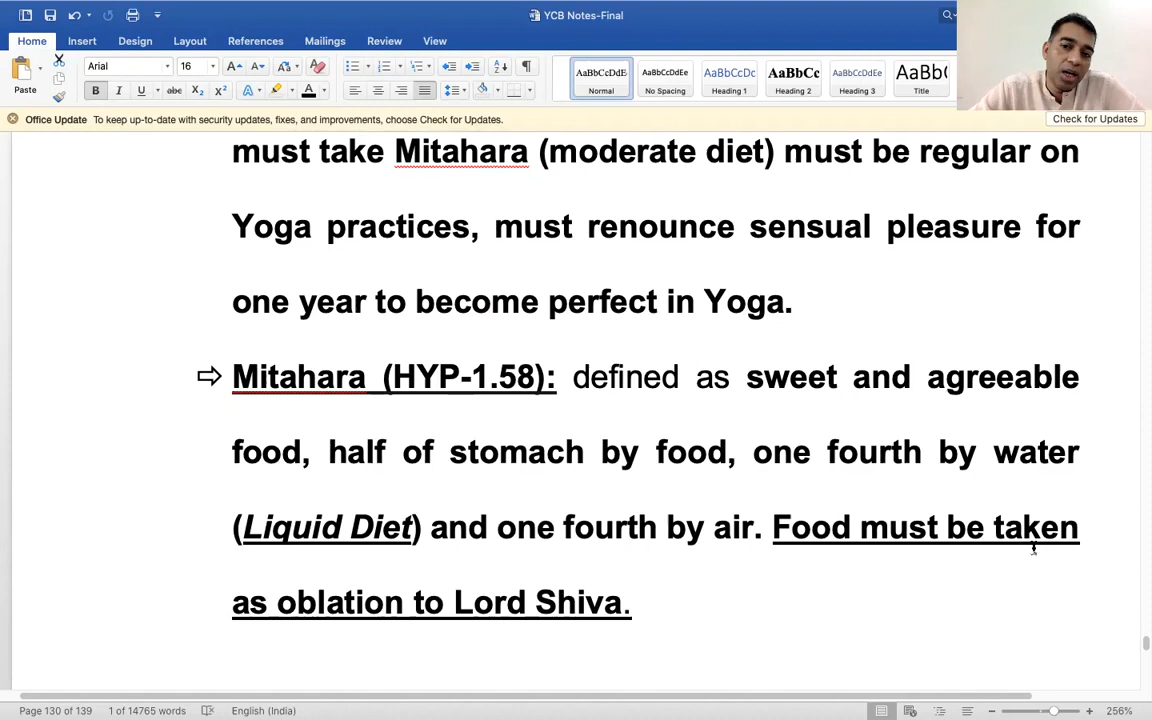 YCB Notes-Final
Home Insert Design Layout References Mailings Review View
Arial 16
Paste
AaBbCcDdE AaBbCcDdEe AaBbCcDc AaBbCc AaBbCcDdEe AaBbC
Normal No Spacing Heading 1 Heading 2 Heading 3 Title
Office Update To keep up-to-date with security updates, fixes, and improvements, choose Check for Updates. Check for Updates
must take Mitahara (moderate diet) must be regular on
Yoga practices, must renounce sensual pleasure for
one year to become perfect in Yoga.
⇨ Mitahara (HYP-1.58): defined as sweet and agreeable
food, half of stomach by food, one fourth by water
(Liquid Diet) and one fourth by air. Food must be taken
as oblation to Lord Shiva.
Page 130 of 139 1 of 14765 words English (India) 256%